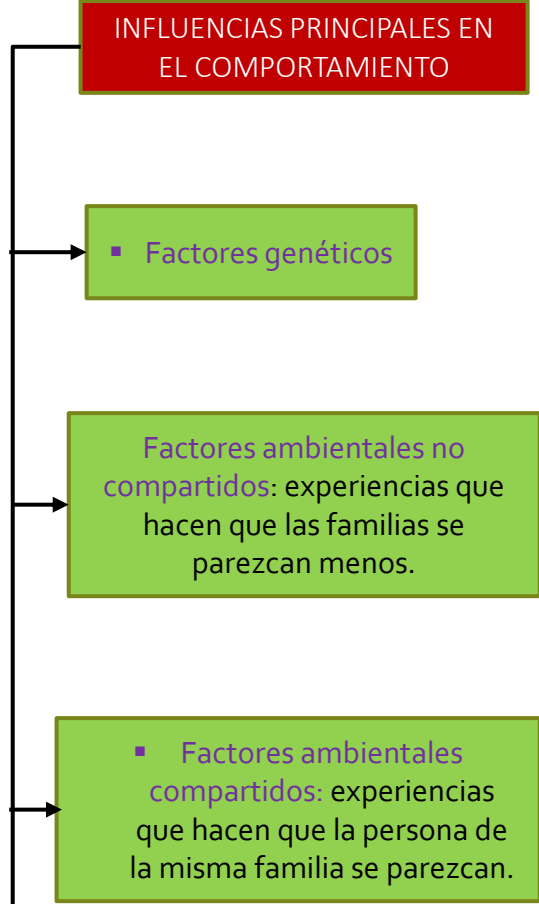 INFLUENCIAS PRINCIPALES EN
EL COMPORTAMIENTO
▪ Factores genéticos
Factores ambientales no
compartidos: experiencias que
hacen que las familias se
parezcan menos.
▪ Factores ambientales
compartidos: experiencias
que hacen que la persona de
la misma familia se parezcan.